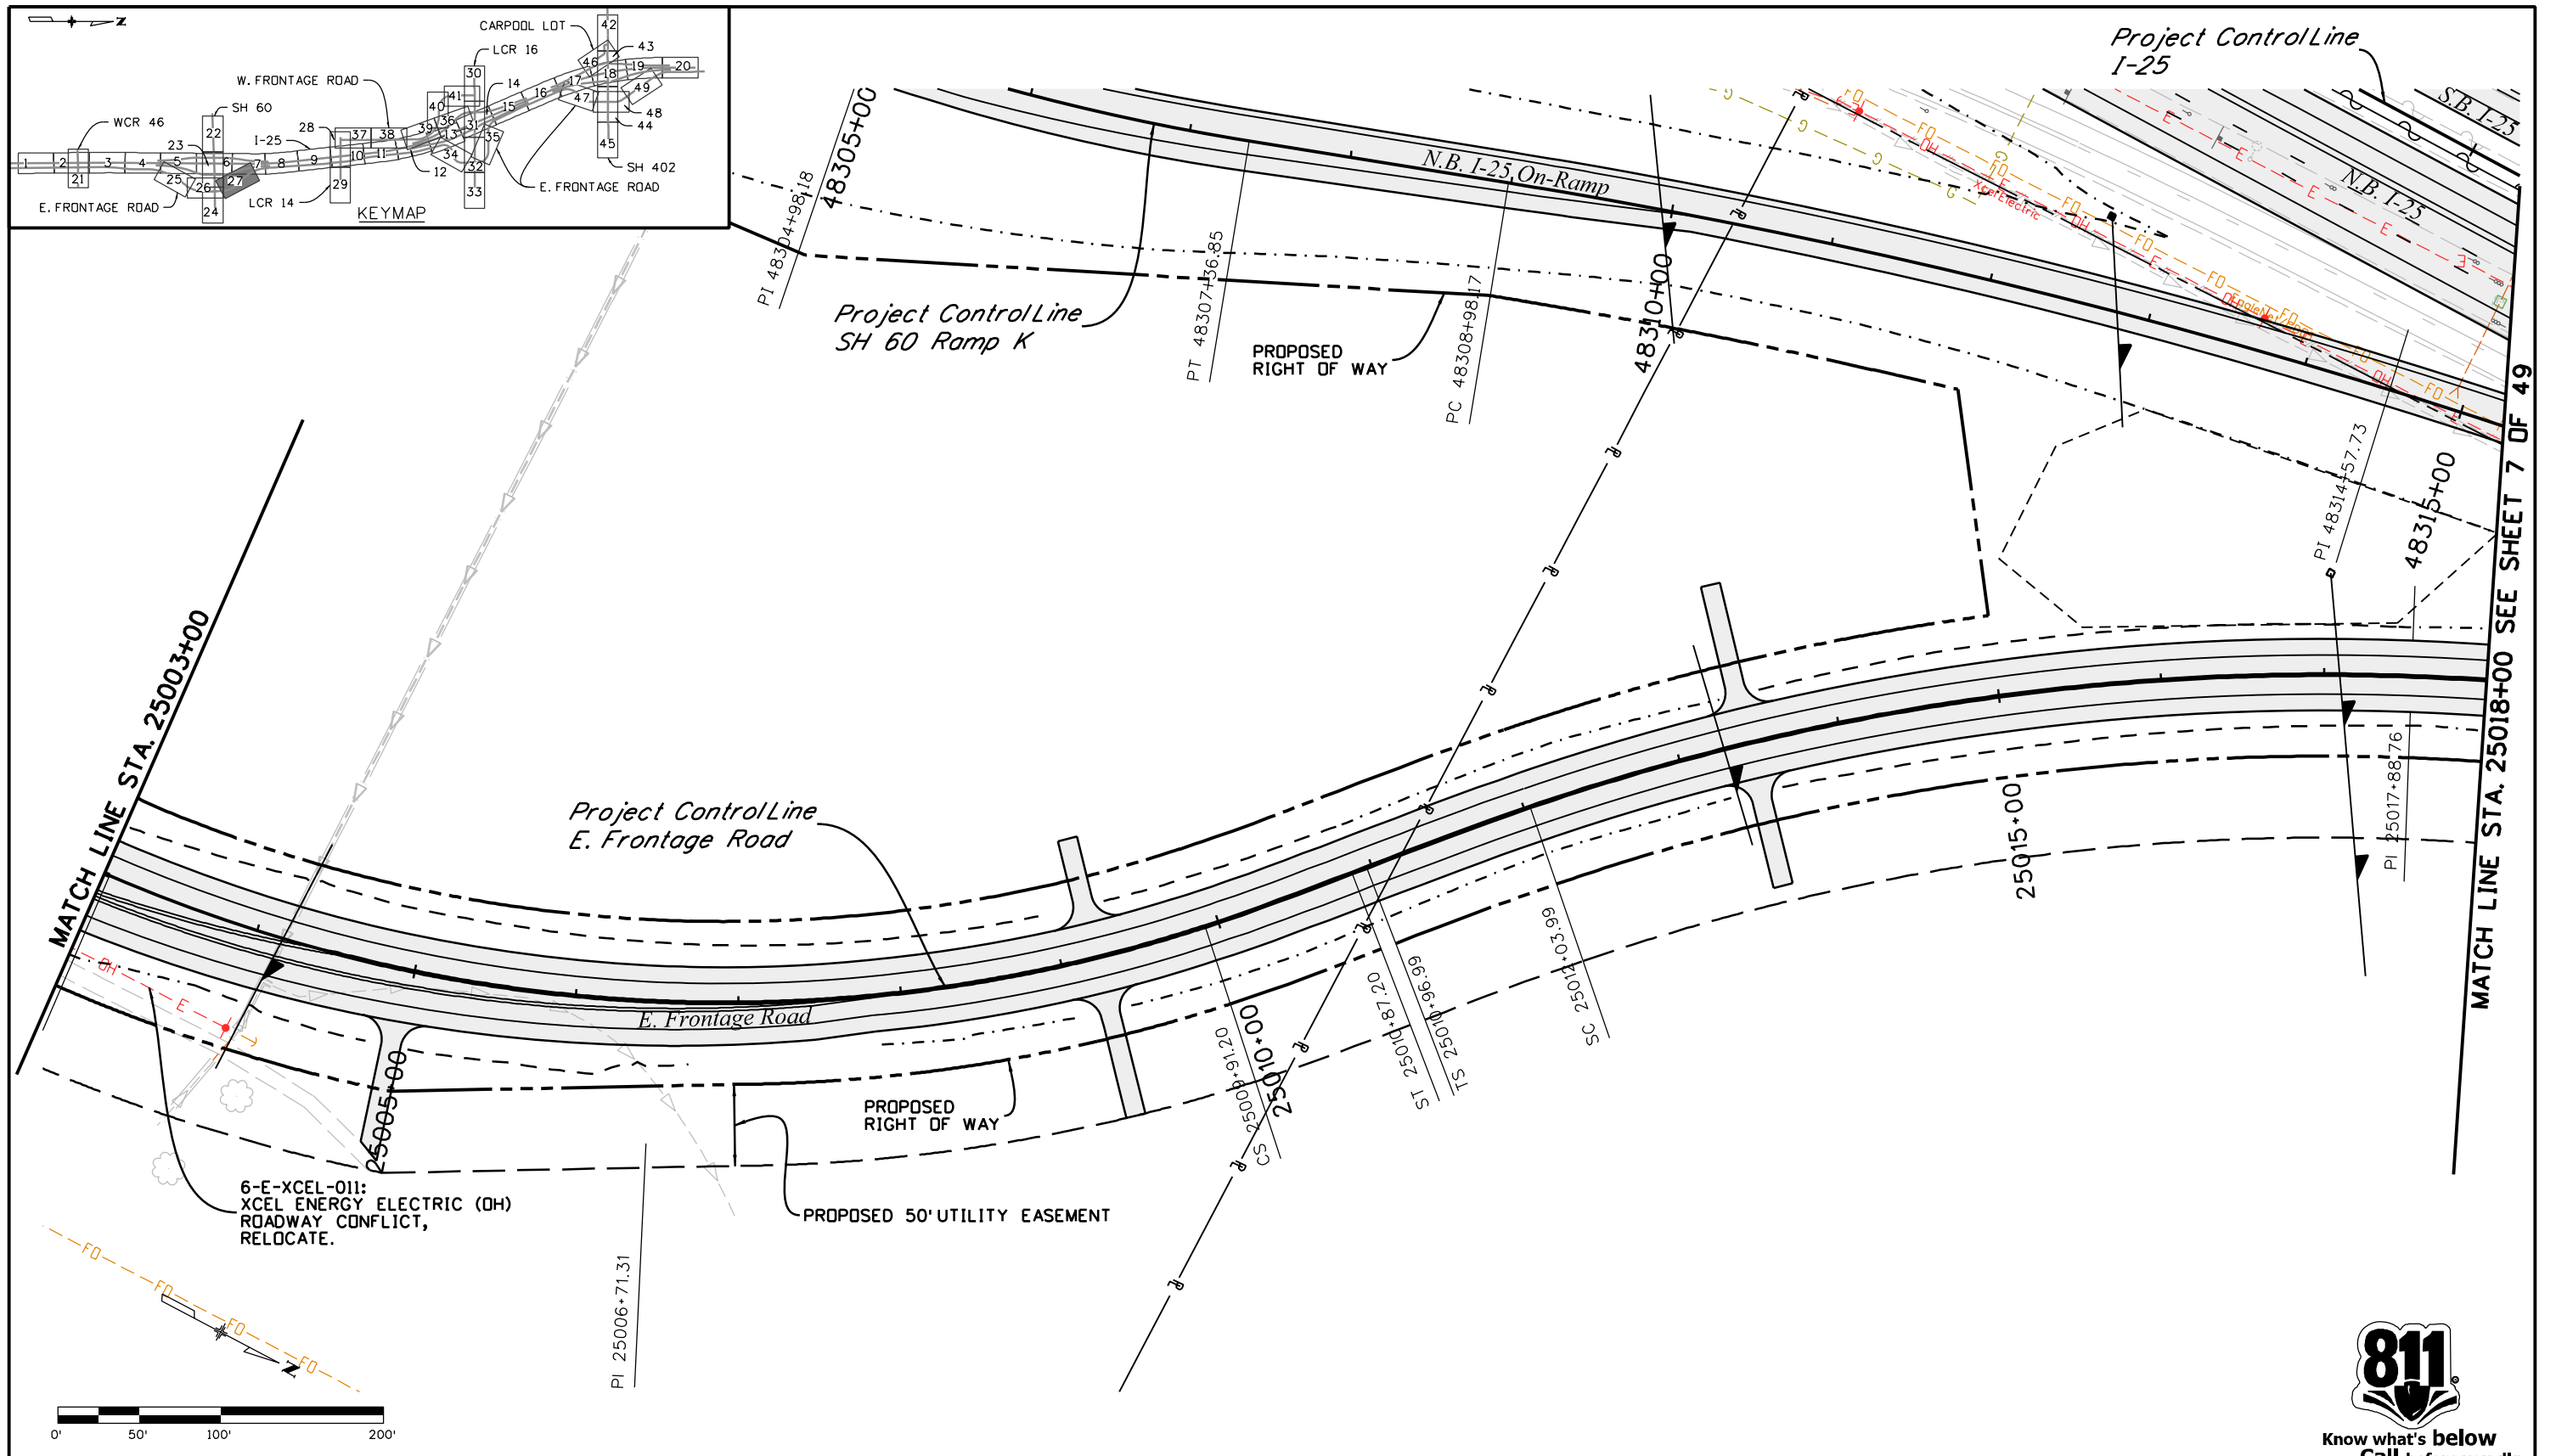 N
CARPOOL LOT
42
LCR 16
43
46
W. FRONTAGE ROAD
30
14
17
18
19
20
41
40
16
15
47
49
SH 60
36
31
48
WCR 46
28
37
38
39
13
35
44
22
I-25
23
34
45
1
2
3
4
5
6
7
8
9
10
11
32
SH 402
21
25
26
27
29
12
33
E. FRONTAGE ROAD
E. FRONTAGE ROAD
24
LCR 14
KEYMAP
Project Control Line
I-25
S.B. I-25
N.B. I-25
N.B. I-25 On-Ramp
Xcel Electric
48305+00
PI 48304+98.18
Project Control Line
SH 60 Ramp K
PT 48307+36.85
PROPOSED
RIGHT OF WAY
PC 48308+98.17
48310+00
PI 48314+57.73
48315+00
MATCH LINE STA. 25018+00 SEE SHEET 7 OF 49
MATCH LINE STA. 25003+00
Project Control Line
E. Frontage Road
E. Frontage Road
OH
E
25005+00
PI 25006+71.31
PROPOSED
RIGHT OF WAY
PROPOSED 50' UTILITY EASEMENT
6-E-XCEL-011:
XCEL ENERGY ELECTRIC (OH)
ROADWAY CONFLICT,
RELOCATE.
CS 25009+91.20
25010+00
ST 25010+87.20
TS 25010+96.99
SC 25012+03.99
25015+00
PI 25017+88.76
FO
FO
FO
FO
N
0'
50'
100'
200'
811
Know what's below